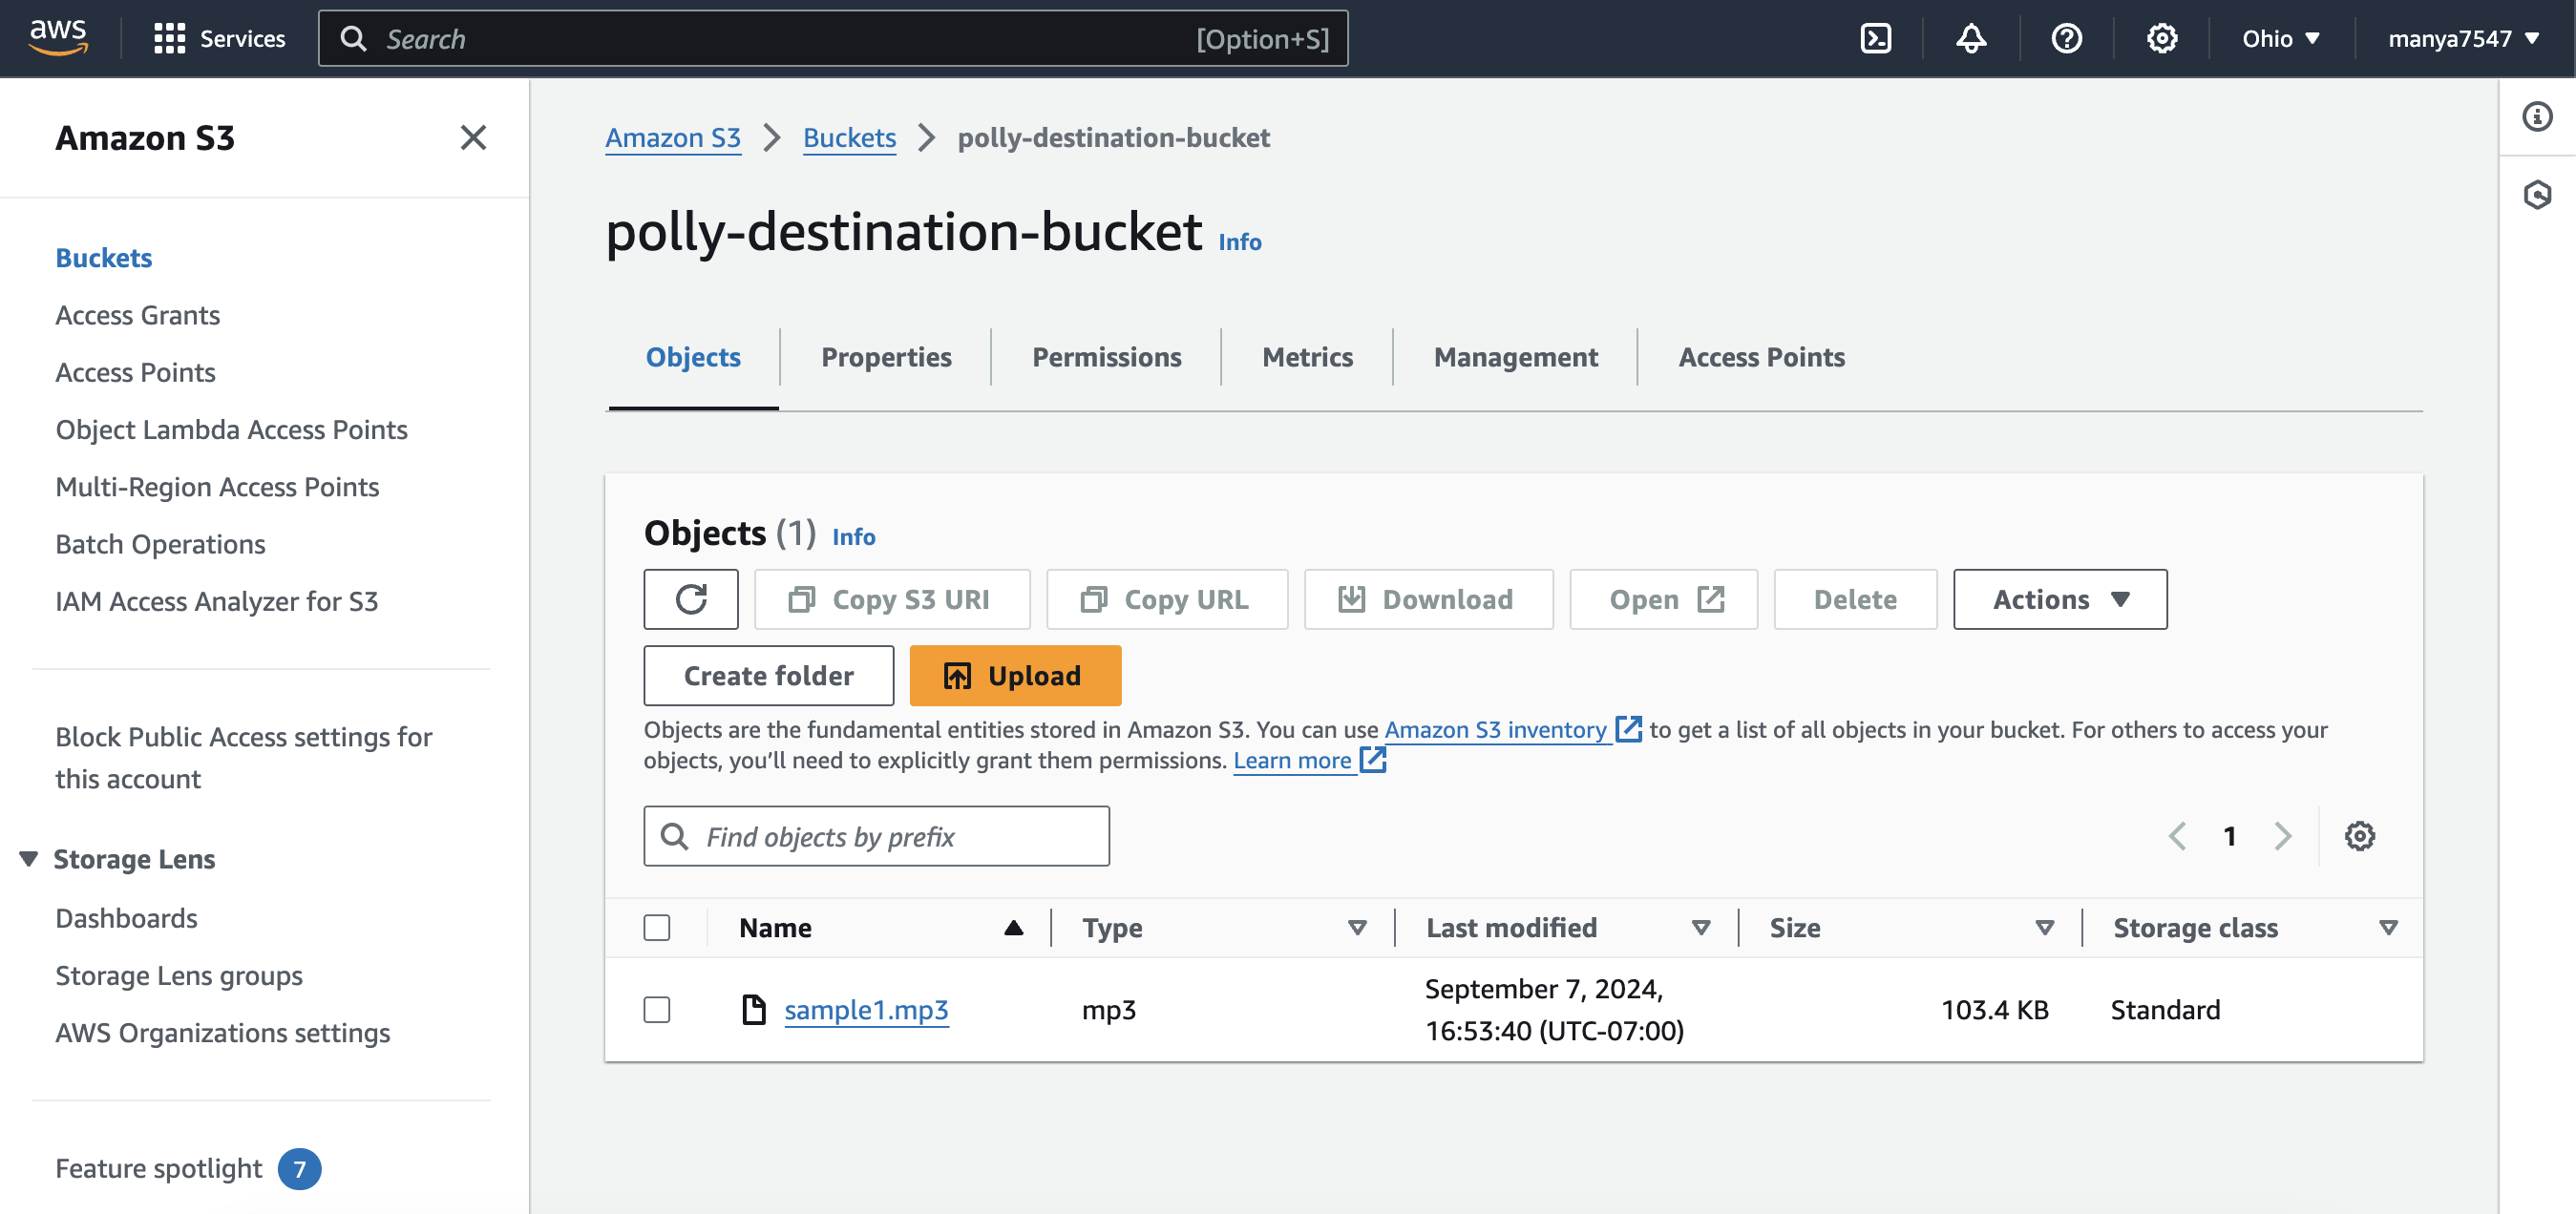 aws
Services
Search
[Option+S]
Ohio
manya7547
Amazon S3
Buckets
Access Grants
Access Points
Object Lambda Access Points
Multi-Region Access Points
Batch Operations
IAM Access Analyzer for S3
Block Public Access settings for
this account
Storage Lens
Dashboards
Storage Lens groups
AWS Organizations settings
Feature spotlight 7
Amazon S3 > Buckets > polly-destination-bucket
polly-destination-bucket Info
Objects
Properties
Permissions
Metrics
Management
Access Points
Objects (1) Info
Copy S3 URI
Copy URL
Download
Open
Delete
Actions
Create folder
Upload
Objects are the fundamental entities stored in Amazon S3. You can use Amazon S3 inventory to get a list of all objects in your bucket. For others to access your
objects, you'll need to explicitly grant them permissions. Learn more
Find objects by prefix
1
Name
Type
Last modified
Size
Storage class
sample1.mp3
mp3
September 7, 2024,
16:53:40 (UTC-07:00)
103.4 KB
Standard